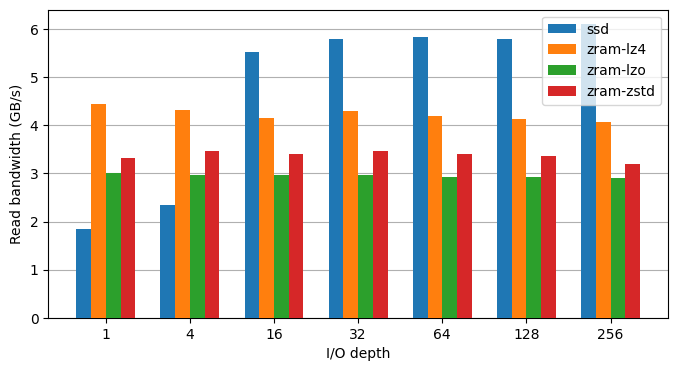 Read bandwidth (GB/s)
6
5
4
3
2
1
0
ssd
zram-lz4
zram-lzo
zram-zstd
1 4 16 32 64 128 256
I/O depth